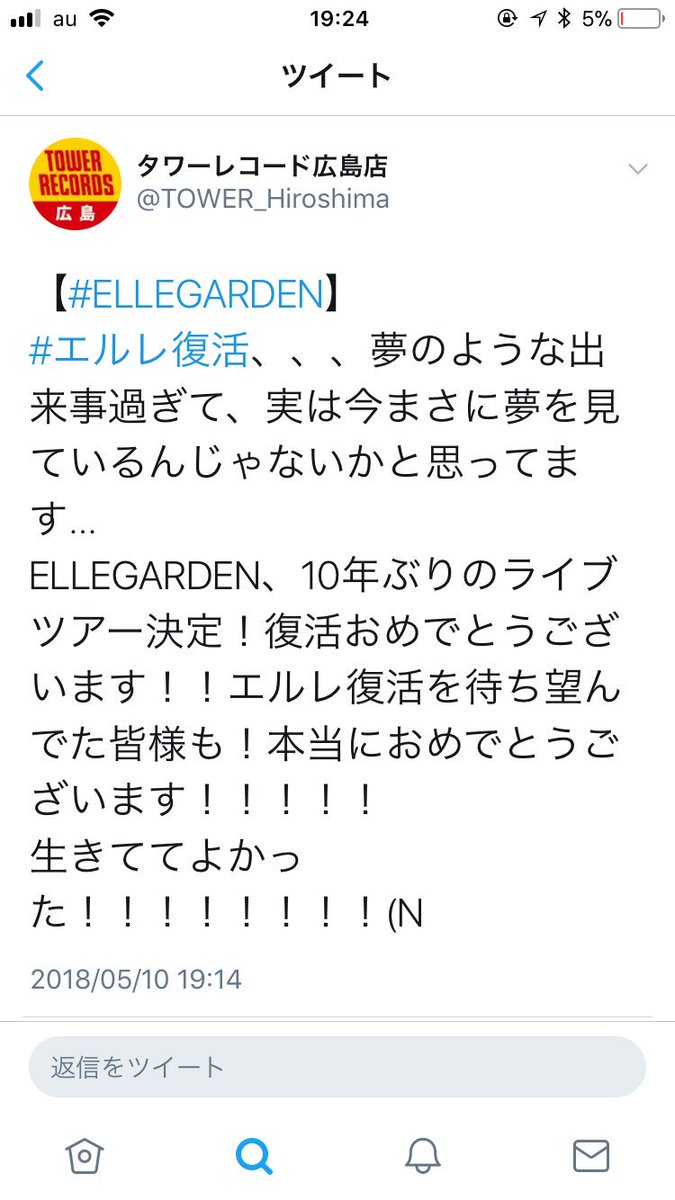 au 19:24 5%
ツイート
TOWER
RECORDS
広島
タワーレコード広島店
@TOWER_Hiroshima
【#ELLEGARDEN】
#エルレ復活、、、夢のような出
来事過ぎて、実は今まさに夢を見
ているんじゃないかと思ってま
す...
ELLEGARDEN、10年ぶりのライブ
ツアー決定！復活おめでとうござ
います！！エルレ復活を待ち望ん
でた皆様も！本当におめでとうご
ざいます！！！！！
生きててよかっ
た！！！！！！！！(N
2018/05/10 19:14
返信をツイート